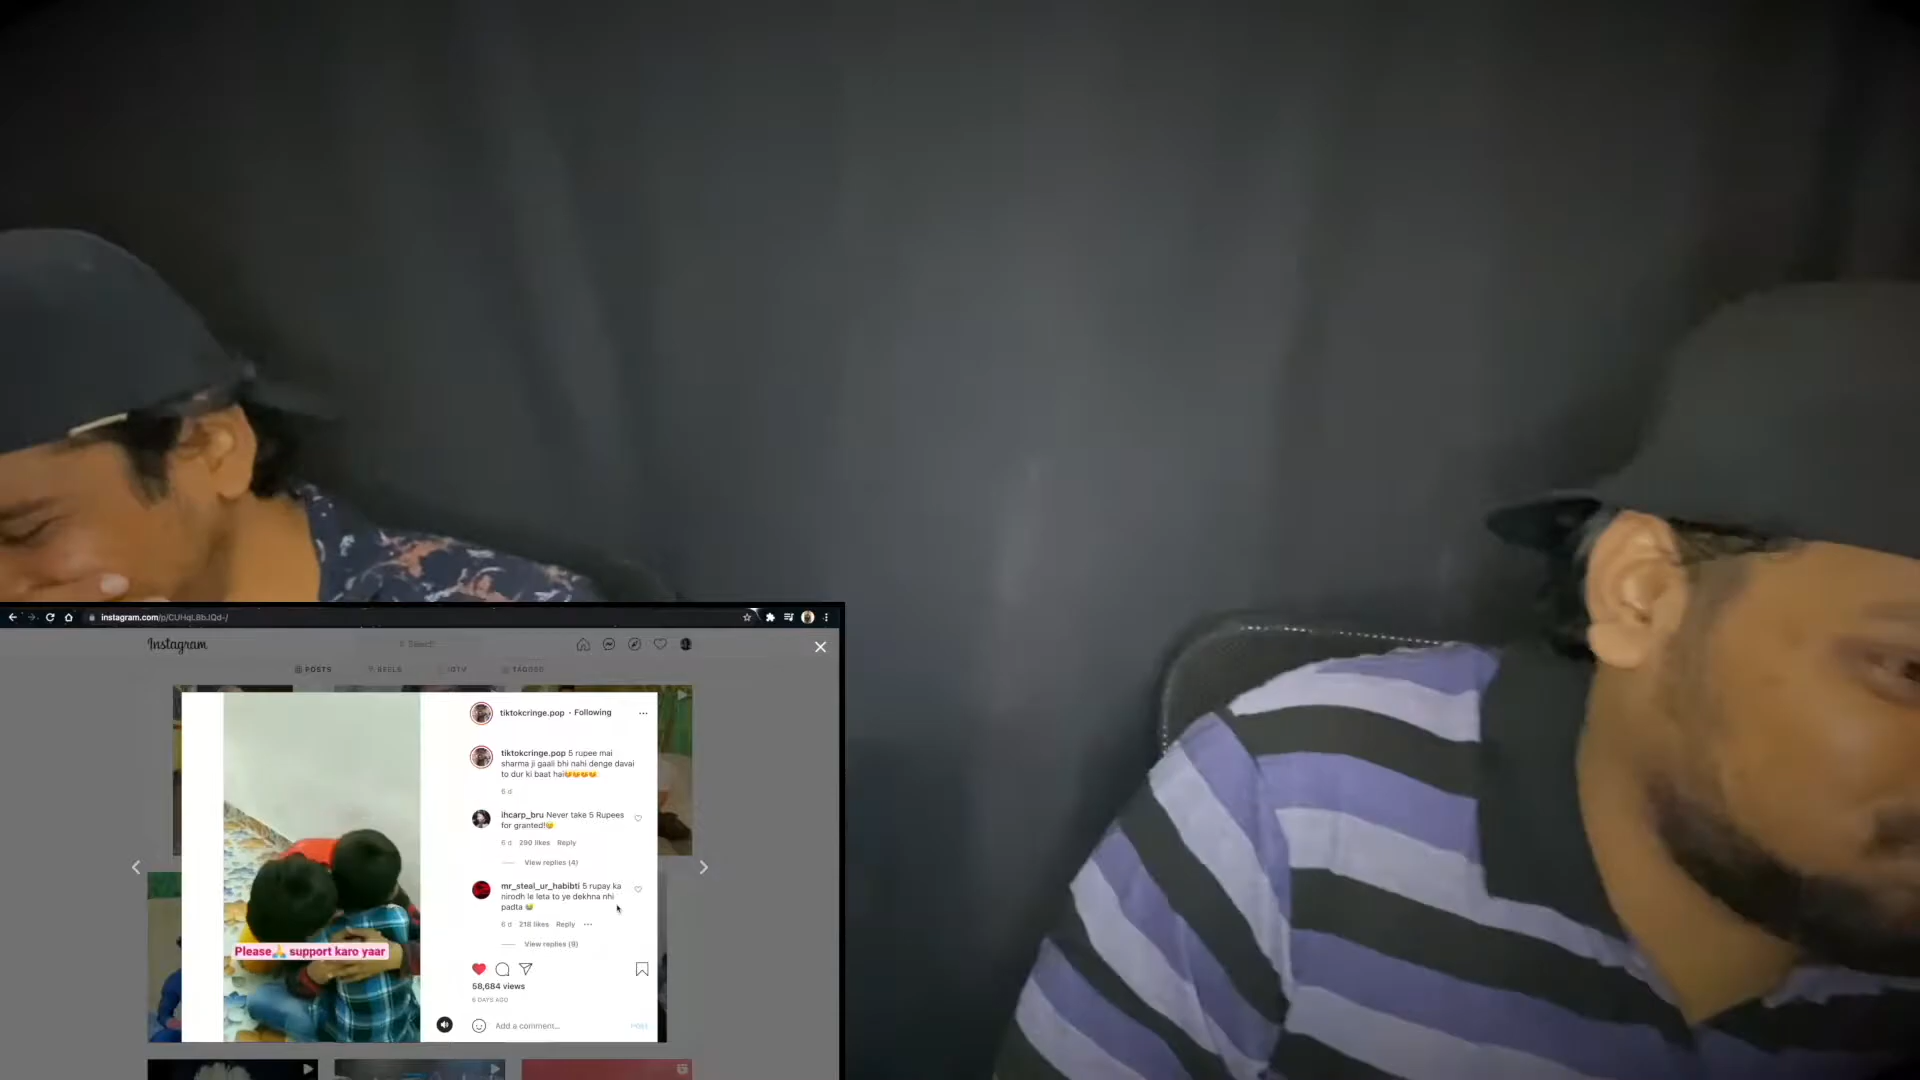 instagram.com/p/CUHqLBbJQd-/
Instagram
Search
POSTS
REELS
IGTV
TAGGED
tiktokcringe.pop • Following
tiktokcringe.pop 5 rupee mai
sharma ji gaali bhi nahi denge davai
to dur ki baat hai
6 d
ihcarp_bru Never take 5 Rupees
for granted!
6 d 290 likes Reply
View replies (4)
mr_steal_ur_habibti 5 rupay ka
nirodh le leta to ye dekhna nhi
padta
6 d 218 likes Reply
View replies (9)
Please🙏 support karo yaar
58,684 views
6 DAYS AGO
Add a comment...